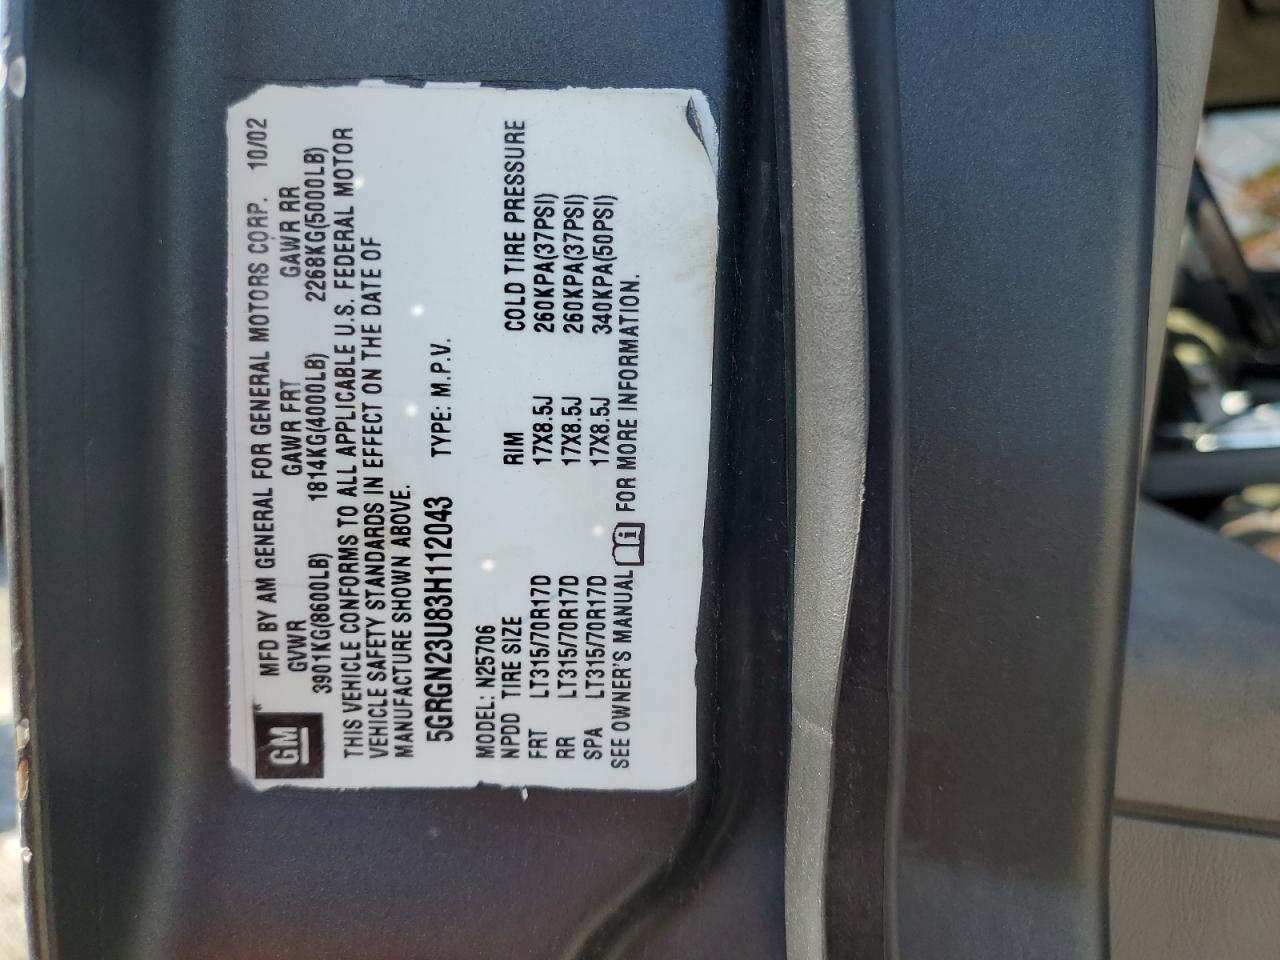 GM
MFD BY AM GENERAL FOR GENERAL MOTORS CORP. 10/02
GVWR GAWR FRT GAWR RR
3901KG(8600LB) 1814KG(4000LB) 2268KG(5000LB)
THIS VEHICLE CONFORMS TO ALL APPLICABLE U.S. FEDERAL MOTOR
VEHICLE SAFETY STANDARDS IN EFFECT ON THE DATE OF
MANUFACTURE SHOWN ABOVE.
5GRGN23U83H112043 TYPE: M.P.V.
MODEL: N25706
NPDD TIRE SIZE RIM COLD TIRE PRESSURE
FRT LT315/70R17D 17X8.5J 260KPA(37PSI)
RR LT315/70R17D 17X8.5J 260KPA(37PSI)
SPA LT315/70R17D 17X8.5J 340KPA(50PSI)
SEE OWNER'S MANUAL i FOR MORE INFORMATION.